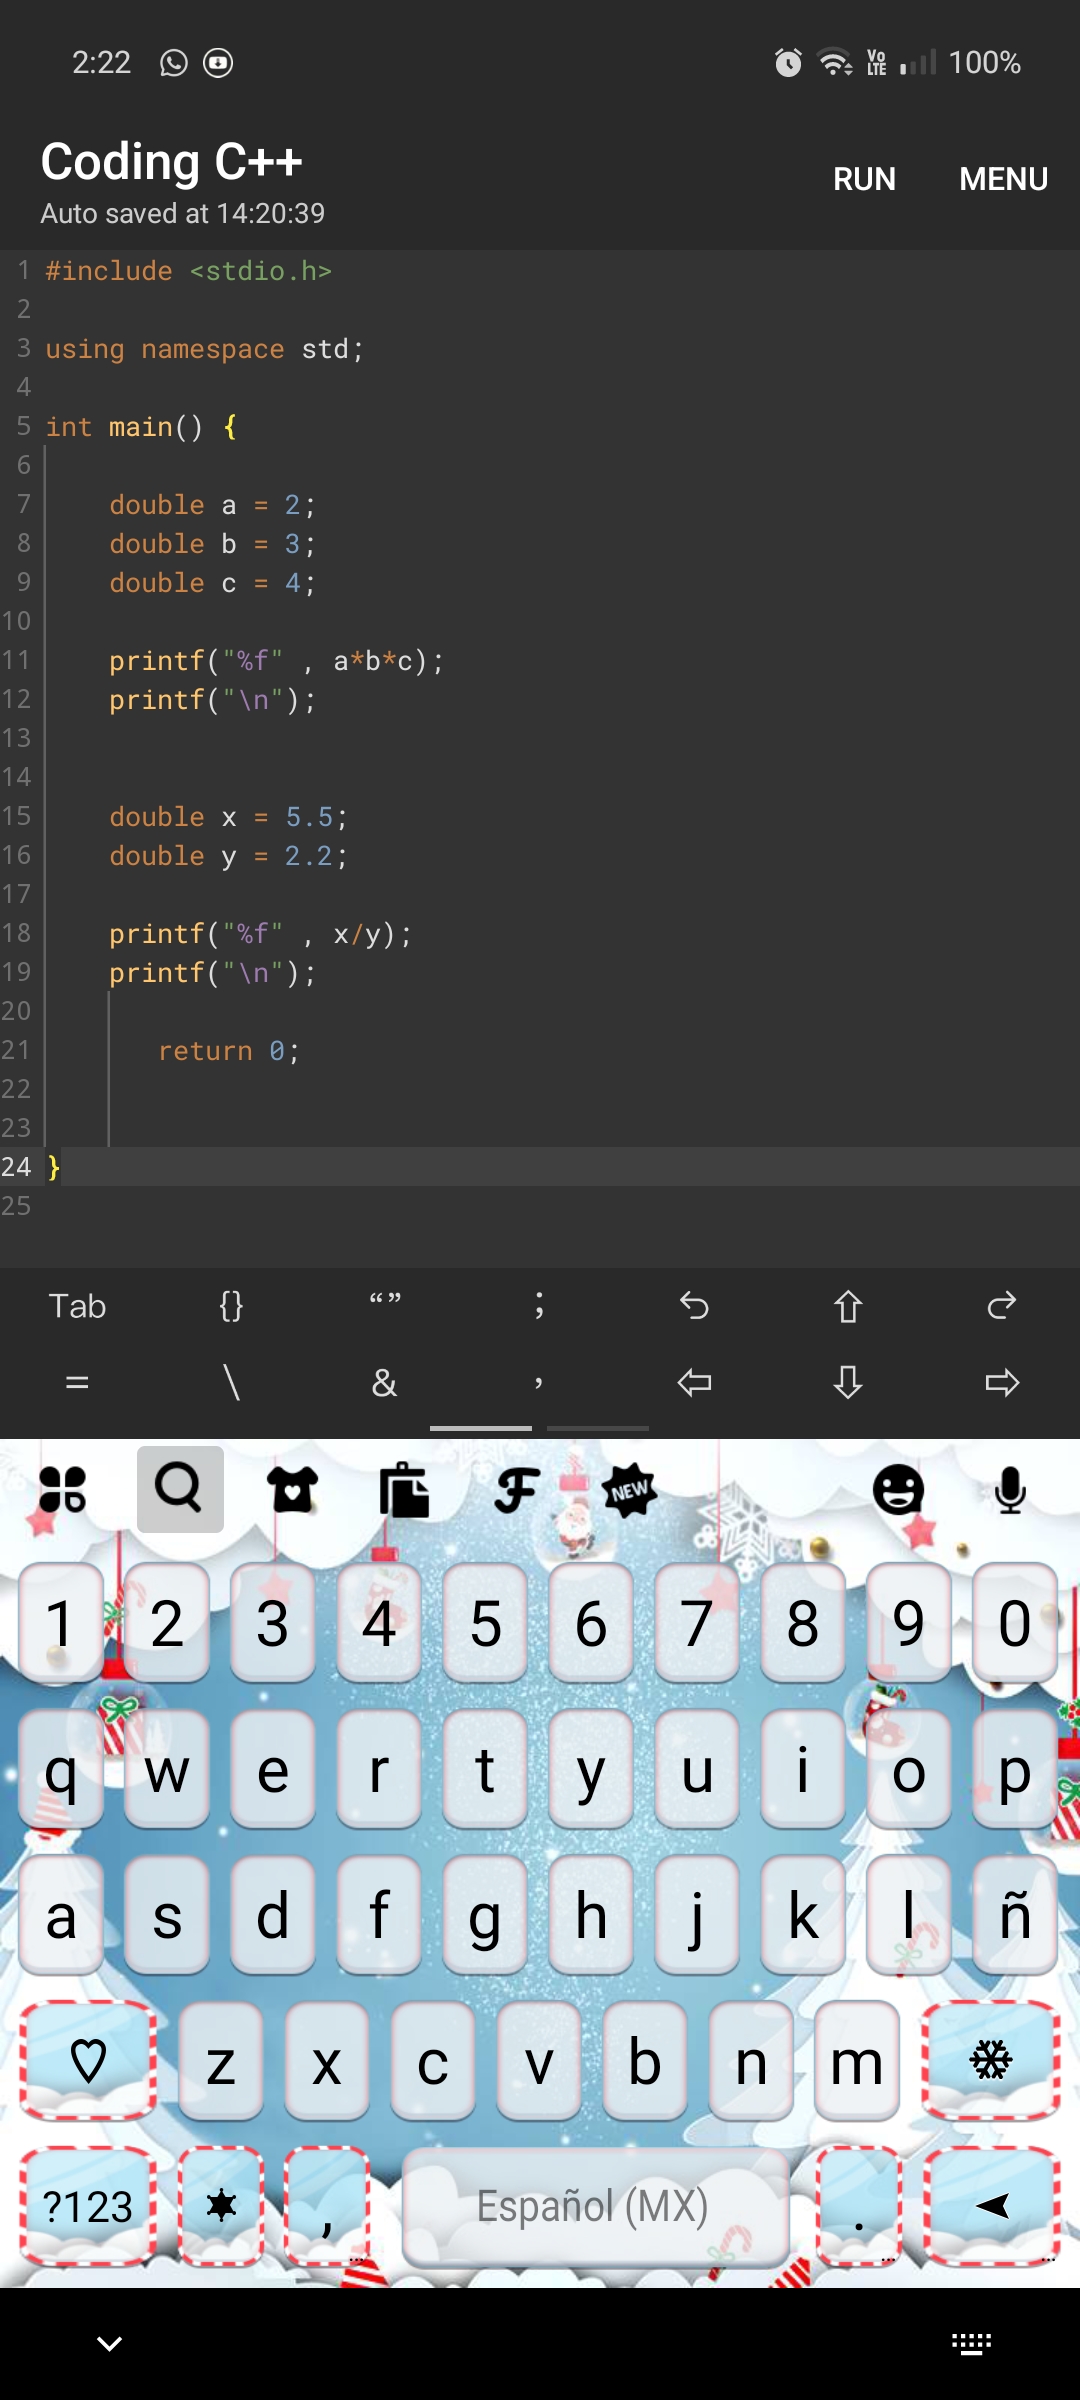 2:22 Vo LTE 100%
Coding C++
Auto saved at 14:20:39
RUN MENU
1 #include <stdio.h>
2
3 using namespace std;
4
5 int main() {
6
7     double a = 2;
8     double b = 3;
9     double c = 4;
10
11     printf("%f" , a*b*c);
12     printf("\n");
13
14
15     double x = 5.5;
16     double y = 2.2;
17
18     printf("%f" , x/y);
19     printf("\n");
20
21        return 0;
22
23
24 }
25
Tab {} “” ;
= \ & ,
F NEW
1 2 3 4 5 6 7 8 9 0
q w e r t y u i o p
a s d f g h j k l ñ
z x c v b n m
?123 , Español (MX) .